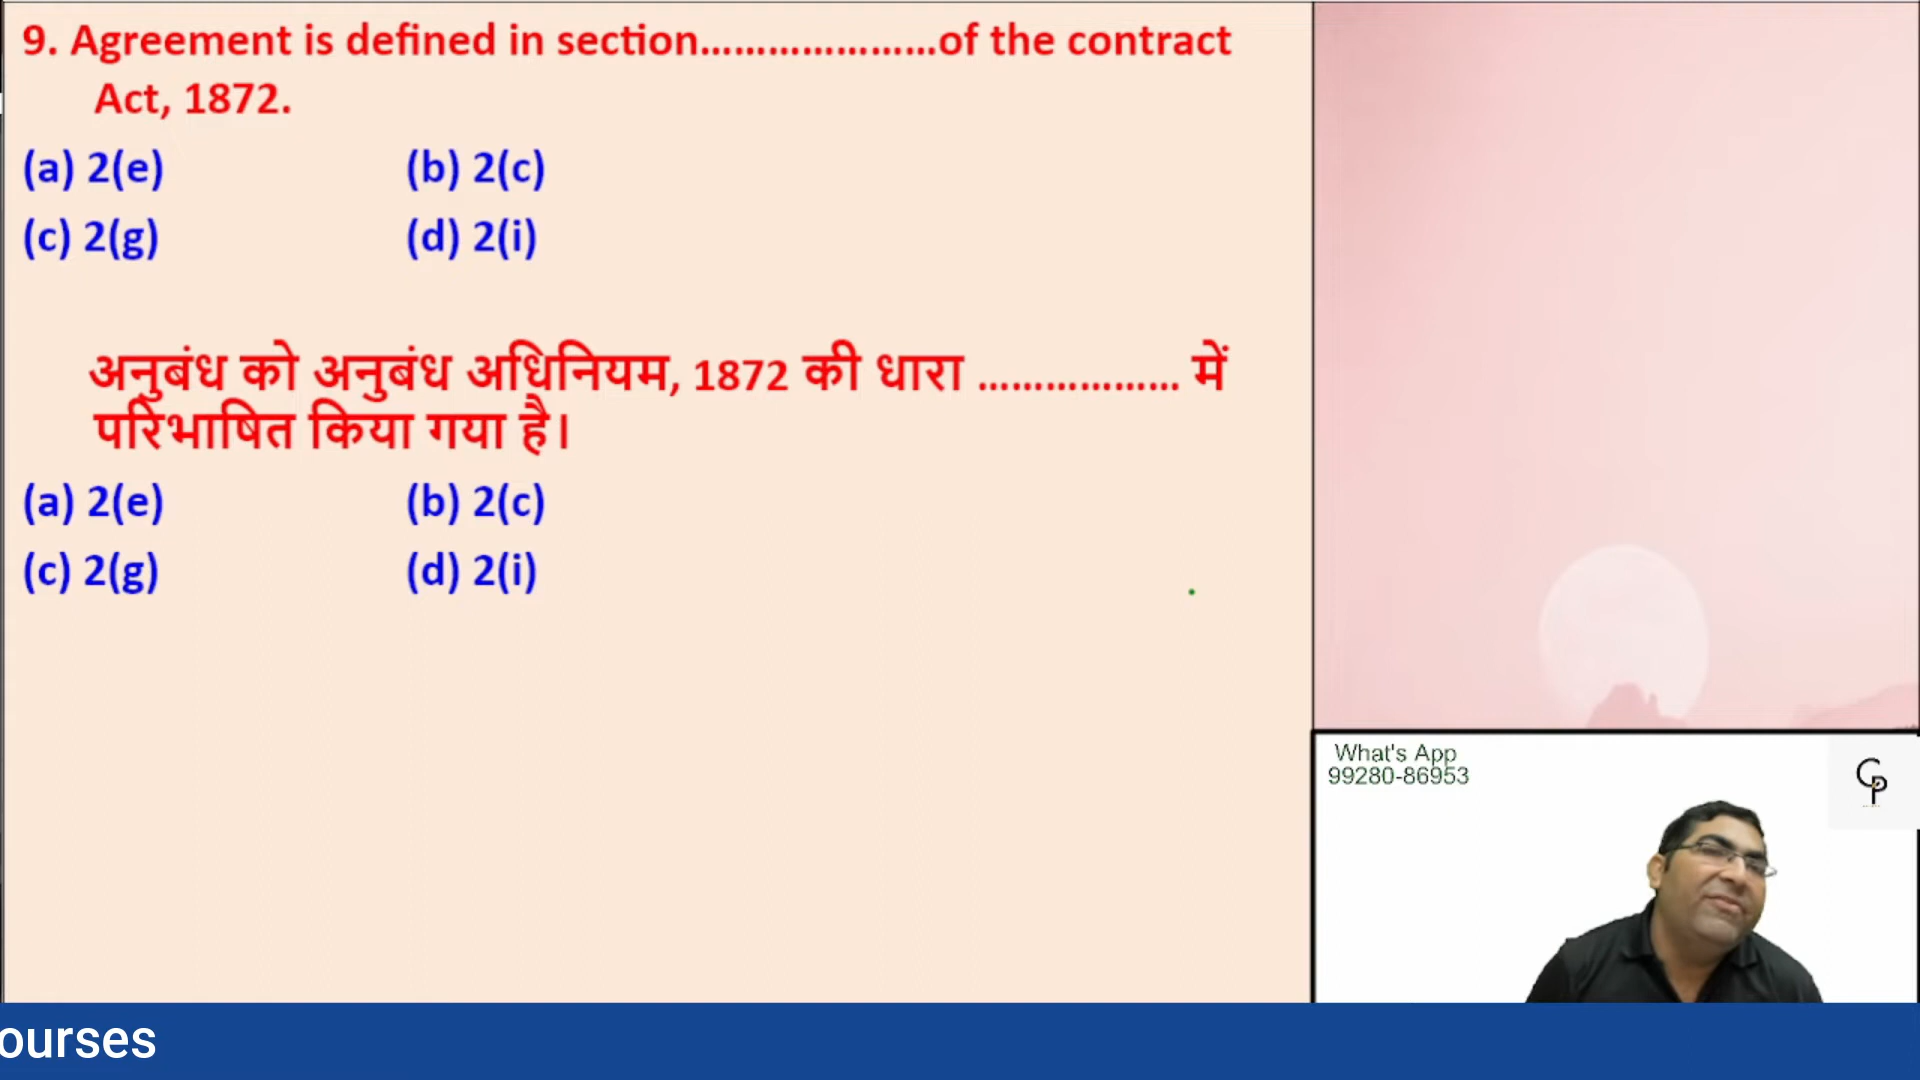 9. Agreement is defined in section.....................of the contract
Act, 1872.
(a) 2(e) (b) 2(c)
(c) 2(g) (d) 2(i)
अनुबंध को अनुबंध अधिनियम, 1872 की धारा .................. में
परिभाषित किया गया है।
(a) 2(e) (b) 2(c)
(c) 2(g) (d) 2(i)
What's App
99280-86953
CP
ourses